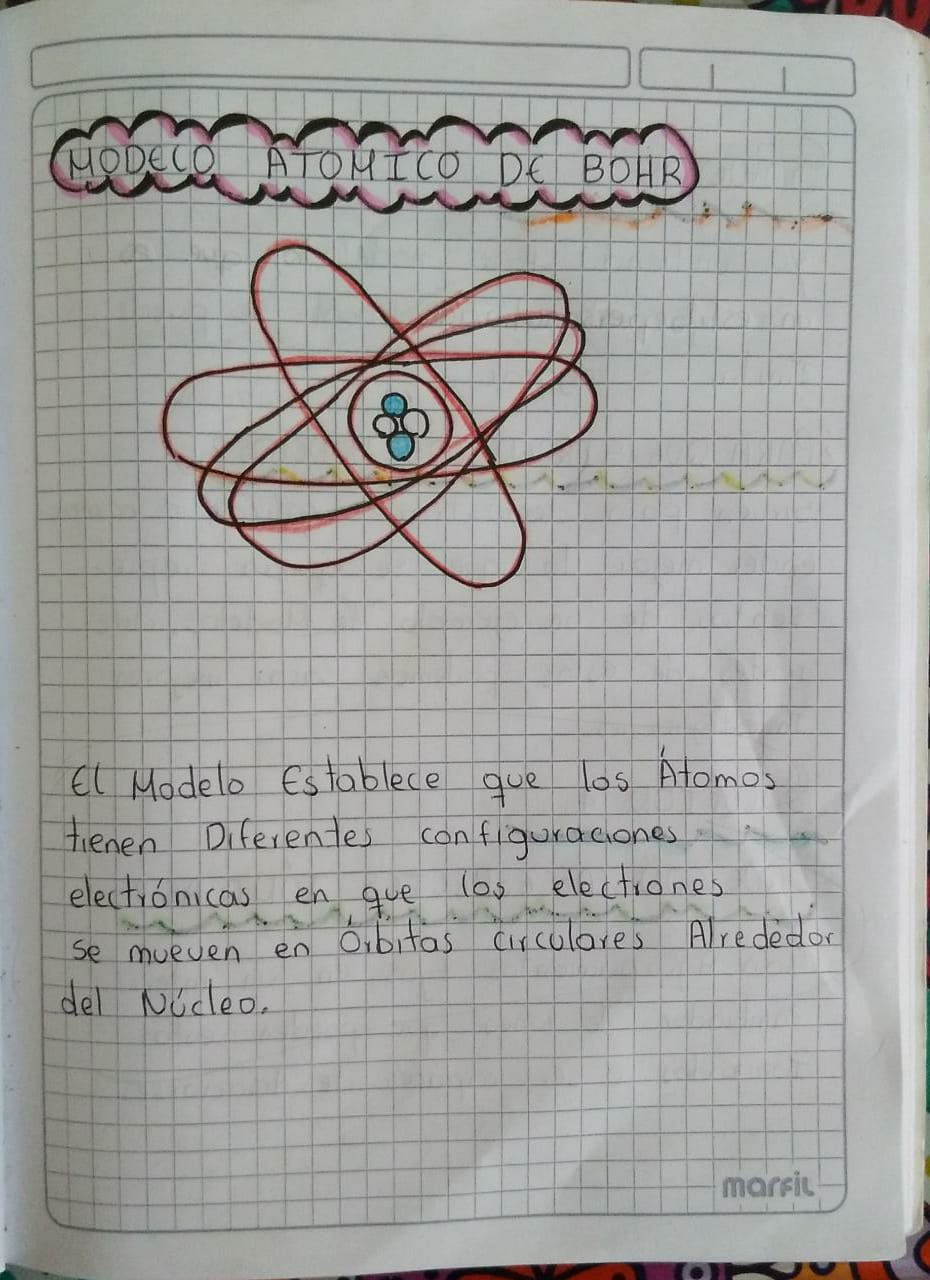 MODELO ATOMICO DE BOHR
El Modelo Establece que los Átomos
tienen Diferentes configuraciones
electrónicas en que los electrones
se mueven en Órbitas circulares Alrededor
del Núcleo.
marfil